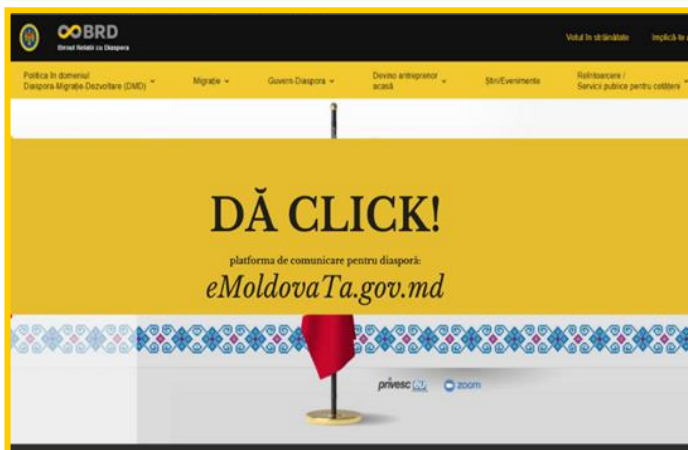 BRD
Biroul Relații cu Diaspora
Votul în străinătate
Implică-te
Politica în domeniul
Diaspora-Migrație-Dezvoltare (DMD)
Migrație
Guvern-Diaspora
Devino antreprenor
acasă
Știri/Evenimente
Reîntoarcere /
Servicii publice pentru cetățeni
DĂ CLICK!
platforma de comunicare pentru diasporă:
eMoldovaTa.gov.md
privesc.eu
zoom